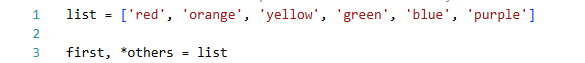 1 list = ['red', 'orange', 'yellow', 'green', 'blue', 'purple']
2
3 first, *others = list